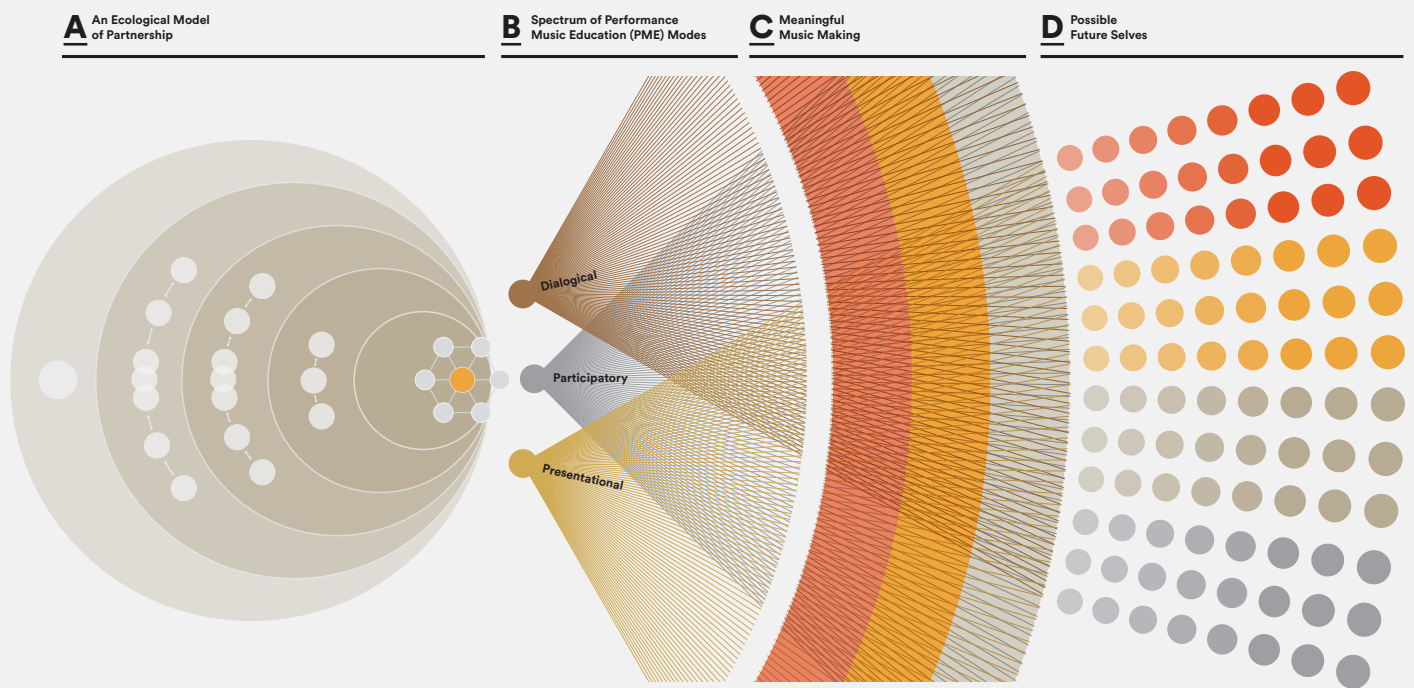 A
An Ecological Model
of Partnership
B
Spectrum of Performance
Music Education (PME) Modes
C
Meaningful
Music Making
D
Possible
Future Selves
Dialogical
Participatory
Presentational